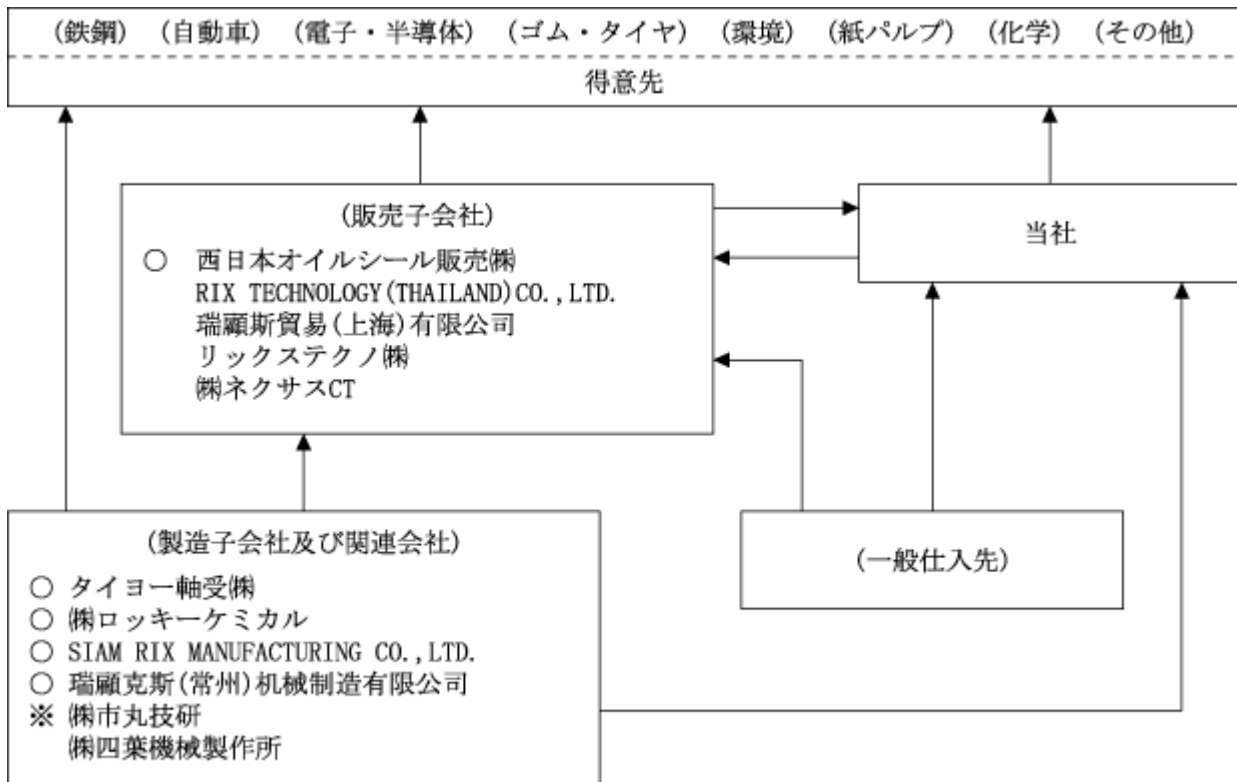 (鉄鋼) (自動車) (電子・半導体) (ゴム・タイヤ) (環境) (紙パルプ) (化学) (その他)
得意先
(販売子会社)
○ 西日本オイルシール販売㈱
RIX TECHNOLOGY(THAILAND)CO.,LTD.
瑞顧斯貿易(上海)有限公司
リックステクノ㈱
㈱ネクサスCT
当社
(製造子会社及び関連会社)
○ タイヨー軸受㈱
○ ㈱ロッキーケミカル
○ SIAM RIX MANUFACTURING CO.,LTD.
○ 瑞顧克斯(常州)机械制造有限公司
※ ㈱市丸技研
㈱四葉機械製作所
(一般仕入先)